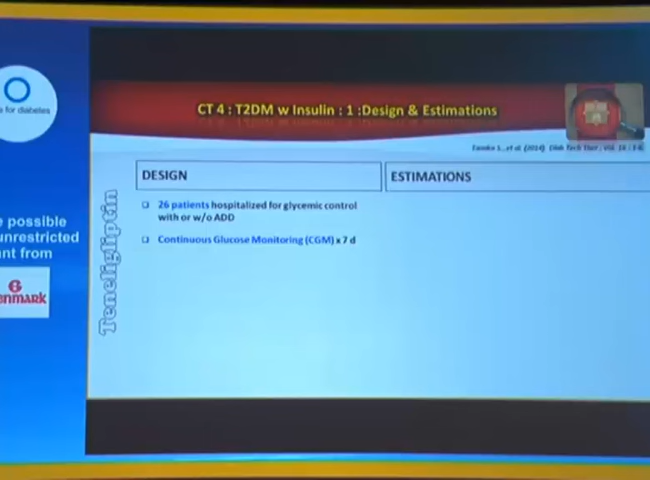 for diabetes
CT 4 : T2DM w Insulin : 1 :Design & Estimations
DESIGN
ESTIMATIONS
26 patients hospitalized for glycemic control
with or w/o ADD
Continuous Glucose Monitoring (CGM) x 7 d
Teneligliptin
possible
unrestricted
from